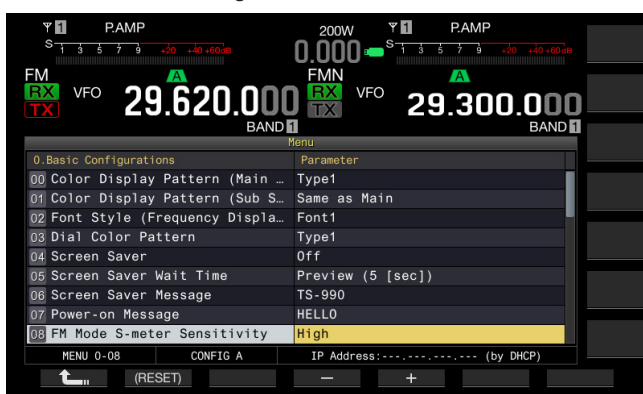 1 P.AMP 200W 1 P.AMP
S 1 3 5 7 9 +20 +40 +60dB 0.000 S 1 3 5 7 9 +20 +40 +60dB
FM A FMN A
RX VFO 29.620.000 RX VFO 29.300.000
TX TX
BAND 1 BAND 1
Menu
0.Basic Configurations Parameter
00 Color Display Pattern (Main … Type1
01 Color Display Pattern (Sub S… Same as Main
02 Font Style (Frequency Displa… Font1
03 Dial Color Pattern Type1
04 Screen Saver Off
05 Screen Saver Wait Time Preview (5 [sec])
06 Screen Saver Message TS-990
07 Power-on Message HELLO
08 FM Mode S-meter Sensitivity High
MENU 0-08 CONFIG A IP Address:---.---.---.--- (by DHCP)
(RESET) − +